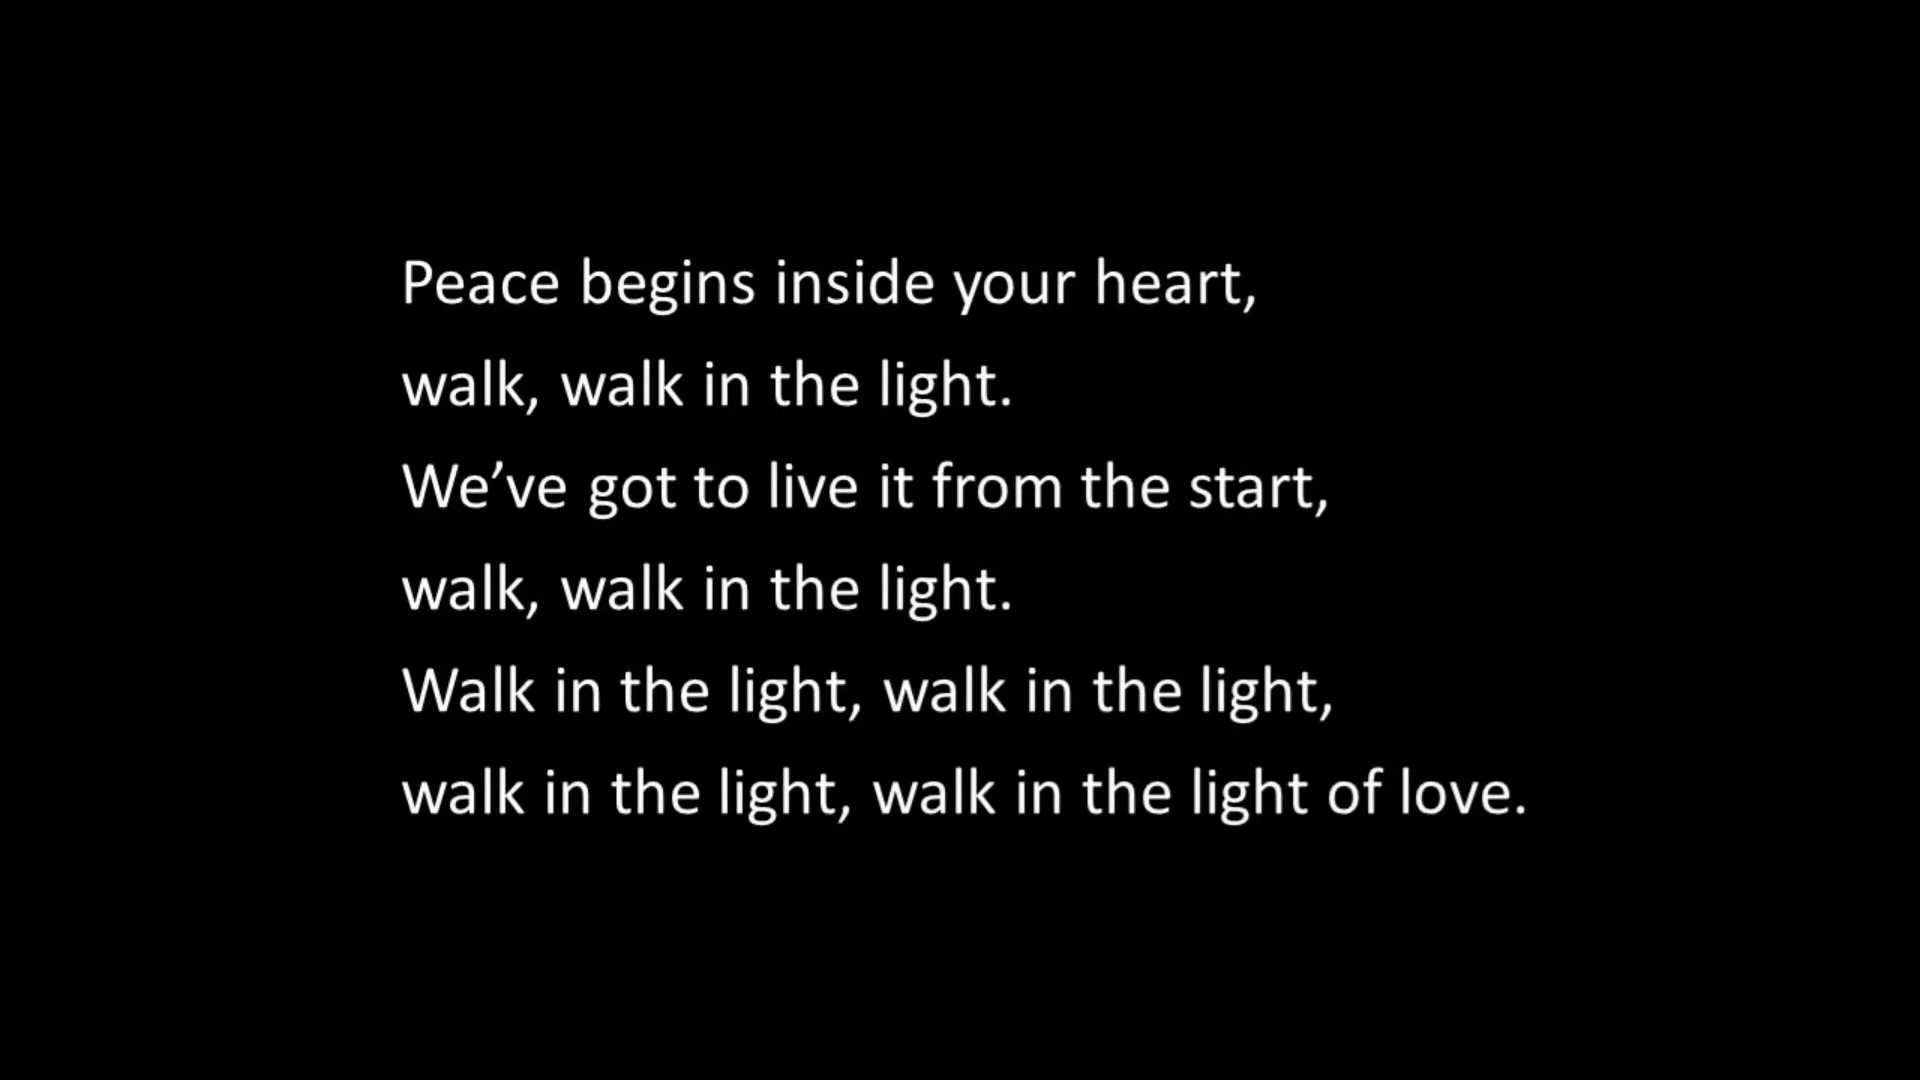 Peace begins inside your heart,
walk, walk in the light.
We’ve got to live it from the start,
walk, walk in the light.
Walk in the light, walk in the light,
walk in the light, walk in the light of love.